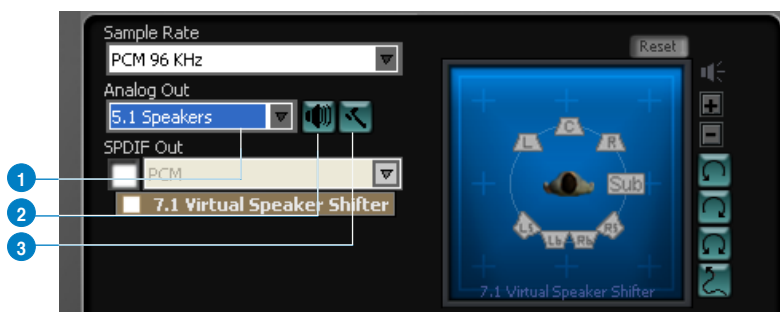 Sample Rate
PCM 96 KHz
Analog Out
5.1 Speakers
SPDIF Out
PCM
7.1 Virtual Speaker Shifter
1
2
3
Reset
C
L
R
Sub
Ls
Lb
Rb
Rs
7.1 Virtual Speaker Shifter